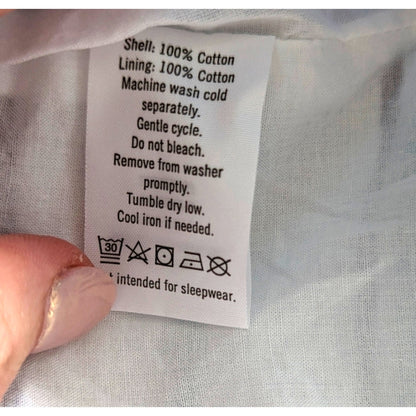 Shell: 100% Cotton
Lining: 100% Cotton
Machine wash cold
separately.
Gentle cycle.
Do not bleach.
Remove from washer
promptly.
Tumble dry low.
Cool iron if needed.
30
intended for sleepwear.